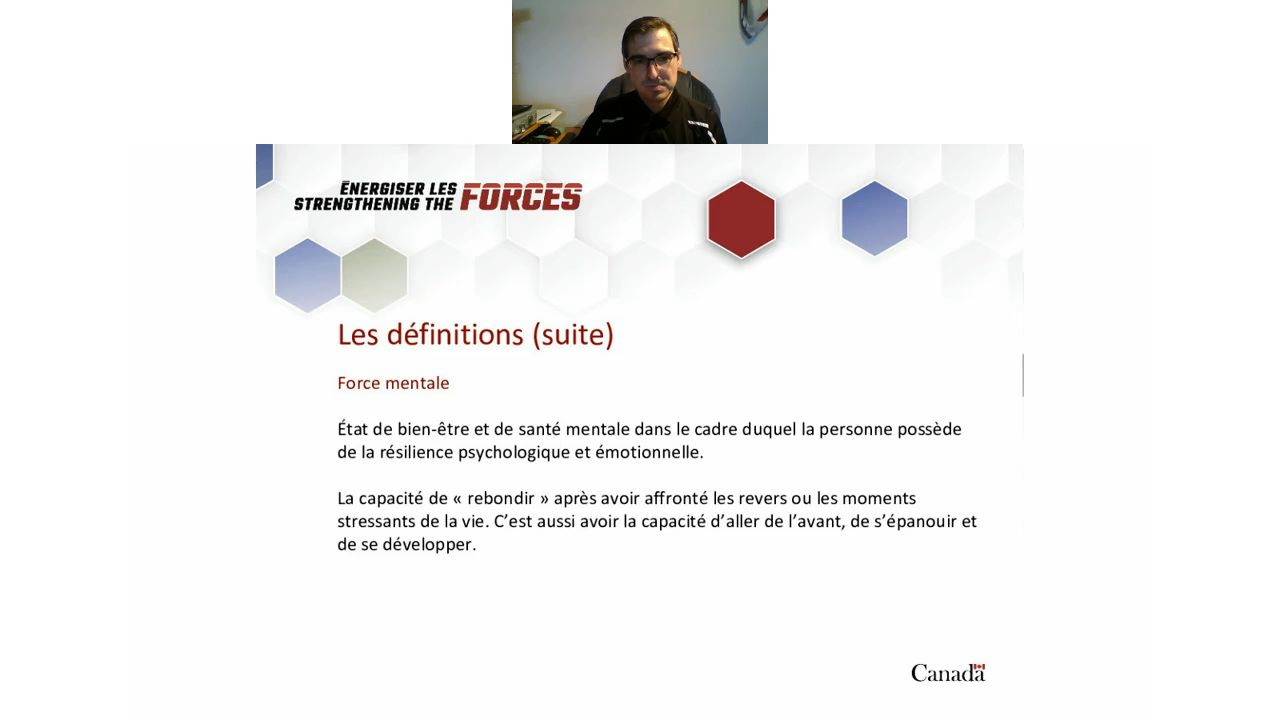 ÉNERGISER LES
STRENGTHENING THE FORCES
Les définitions (suite)
Force mentale
État de bien-être et de santé mentale dans le cadre duquel la personne possède
de la résilience psychologique et émotionnelle.
La capacité de « rebondir » après avoir affronté les revers ou les moments
stressants de la vie. C’est aussi avoir la capacité d’aller de l’avant, de s’épanouir et
de se développer.
Canada